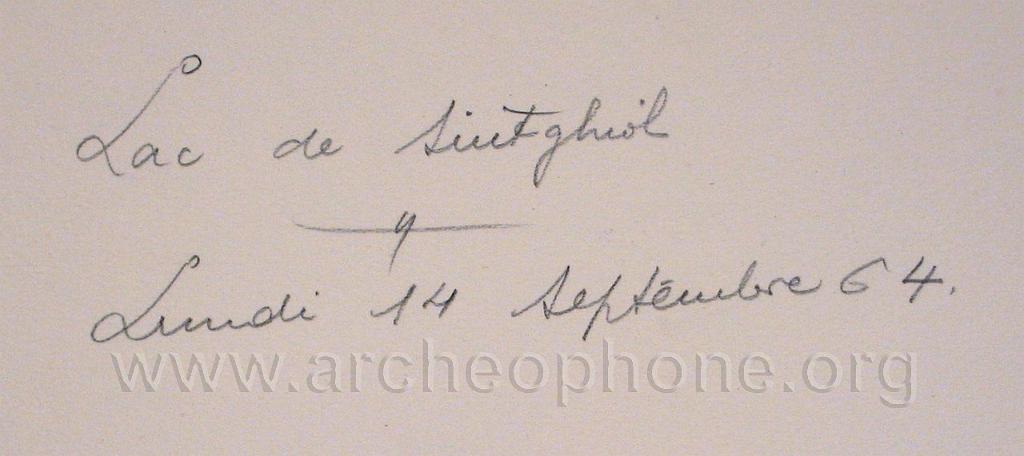 Lac de Siutghiol
Lundi 14 Septembre 64.
www.archeophone.org